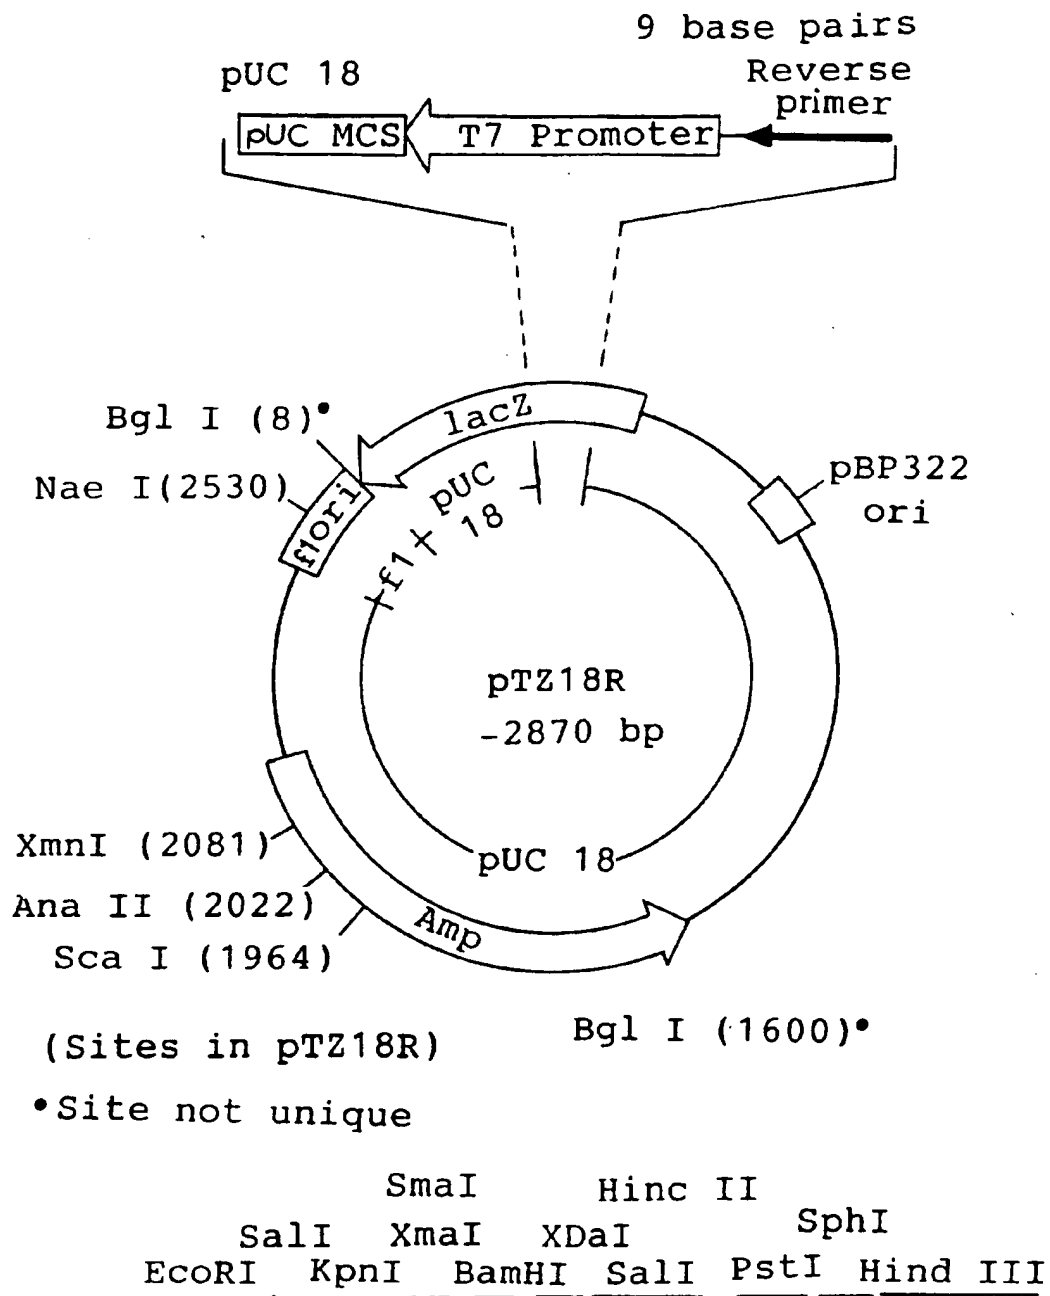 9 base pairs
pUC 18
Reverse
primer
pUC MCS
T7 Promoter
lacZ
Bgl I (8)•
Nae I(2530)
f1ori
pUC
18
f1
pBP322
ori
pTZ18R
-2870 bp
XmnI (2081)
pUC 18
Ana II (2022)
Amp
Sca I (1964)
Bgl I (1600)•
(Sites in pTZ18R)
•Site not unique
SmaI Hinc II
SphI
SalI XmaI XDaI
EcoRI KpnI BamHI SalI PstI Hind III